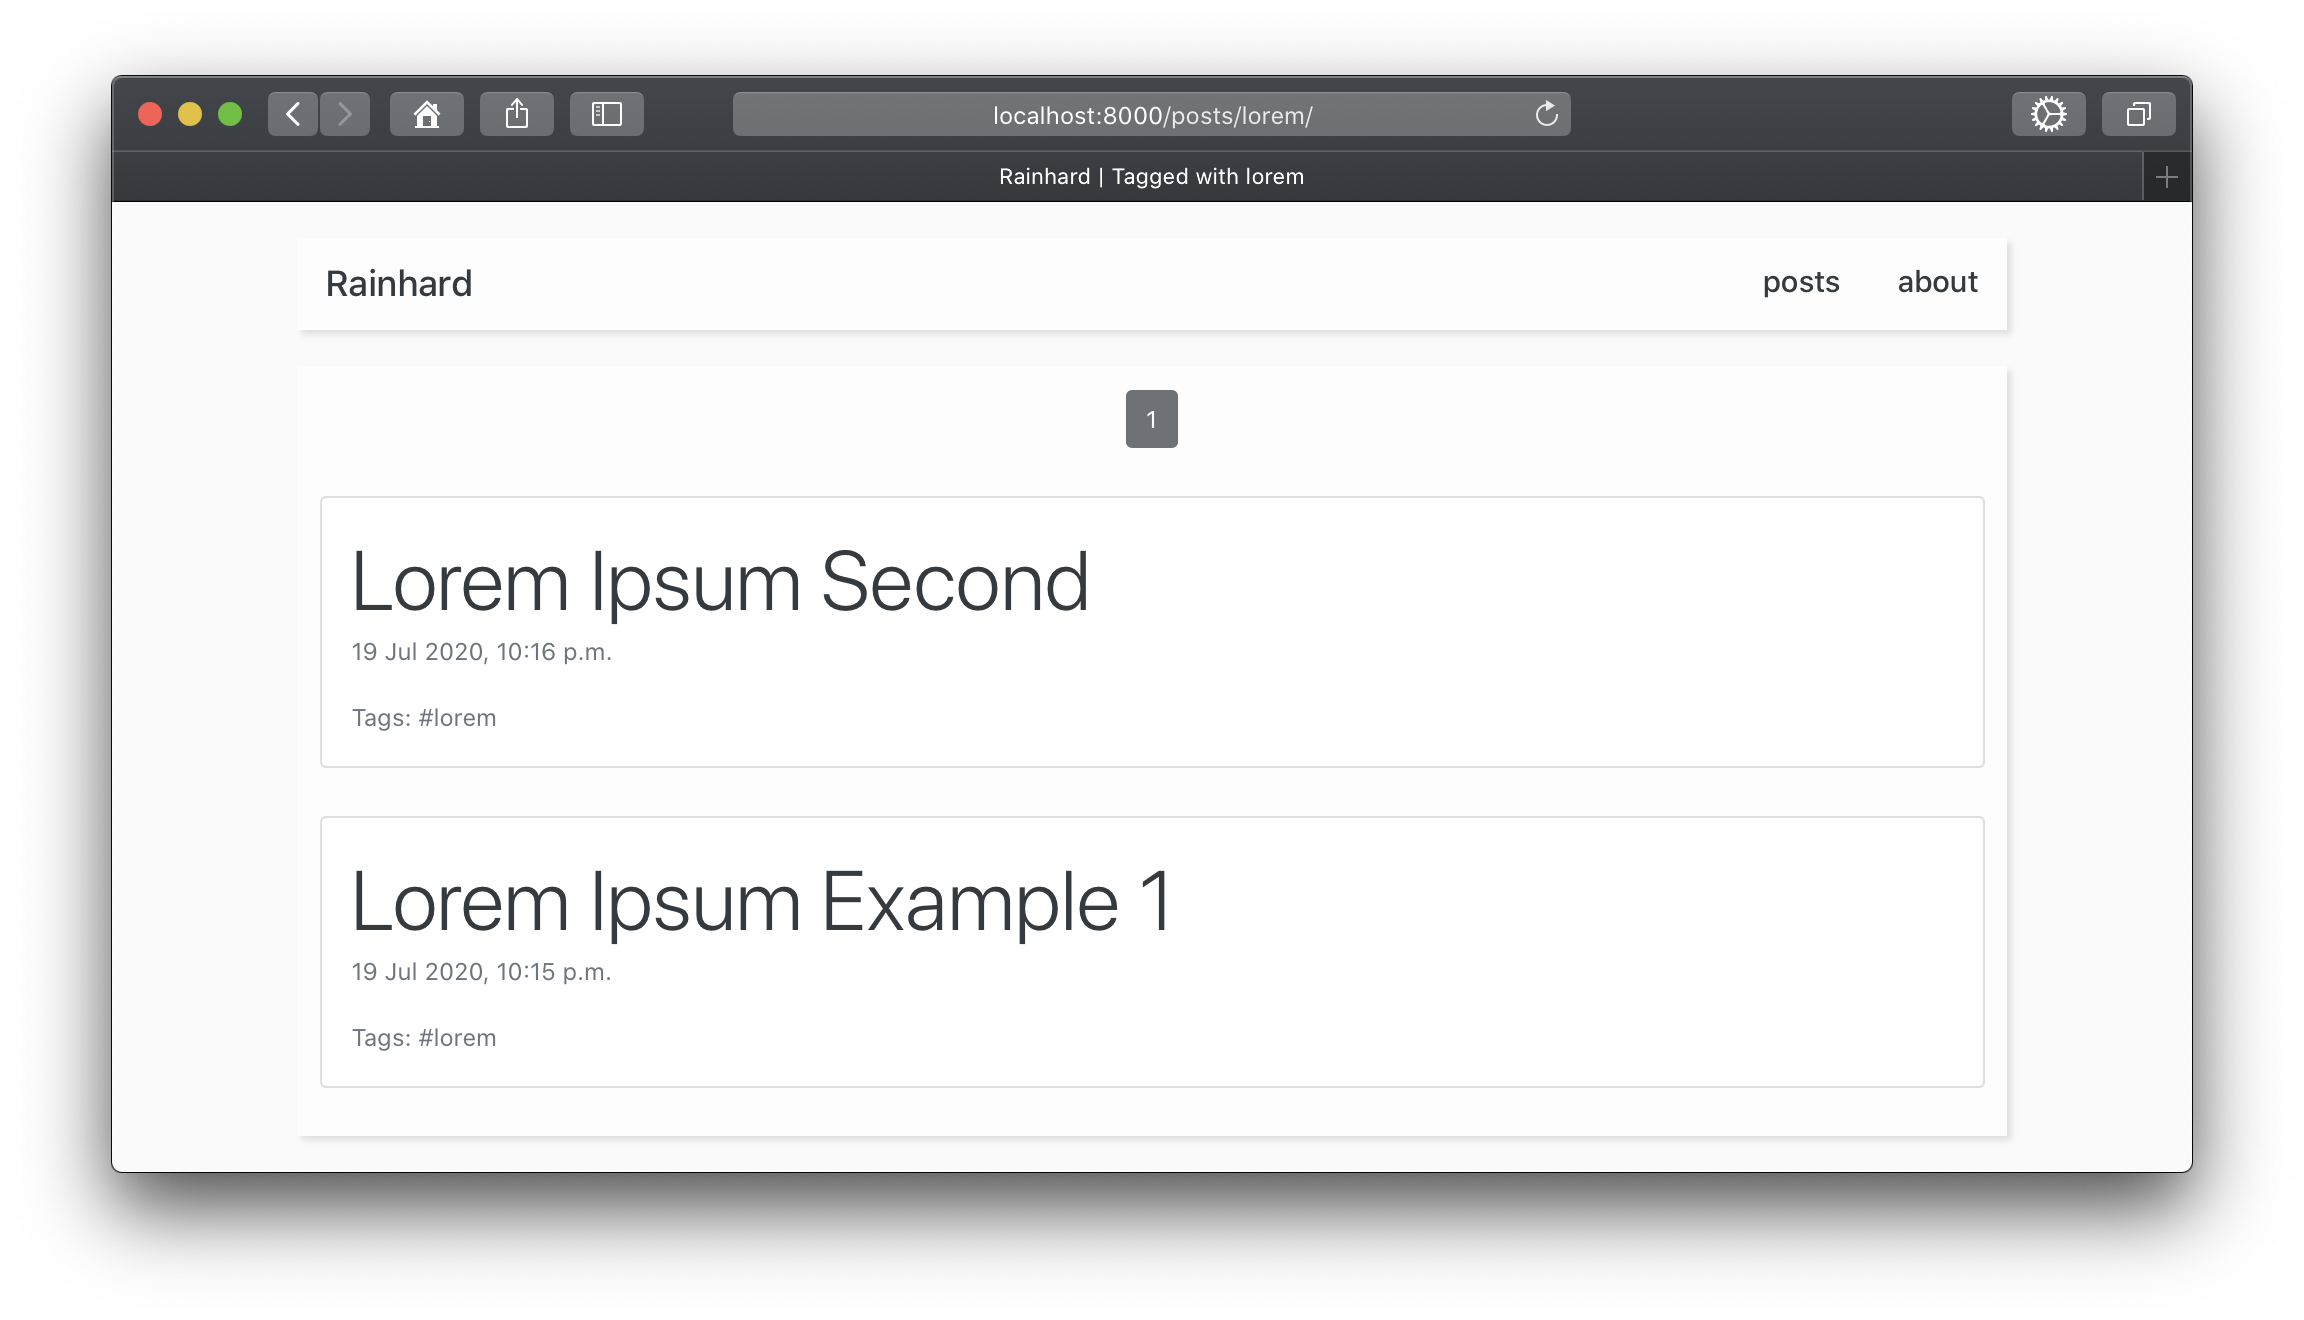 localhost:8000/posts/lorem/
Rainhard | Tagged with lorem
Rainhard
posts about
1
Lorem Ipsum Second
19 Jul 2020, 10:16 p.m.
Tags: #lorem
Lorem Ipsum Example 1
19 Jul 2020, 10:15 p.m.
Tags: #lorem